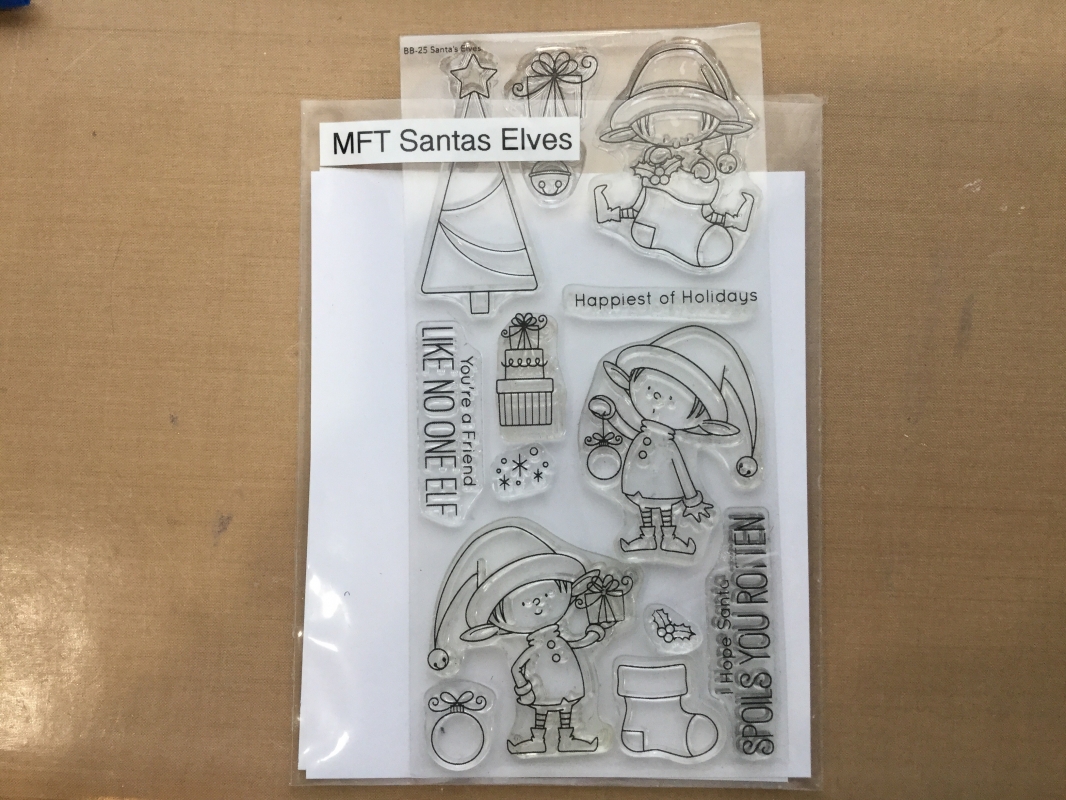 BB-25 Santa's Elves
MFT Santas Elves
Happiest of Holidays
You're a Friend
LIKE NO ONE ELF
I Hope Santa
SPOILS YOU ROTTEN